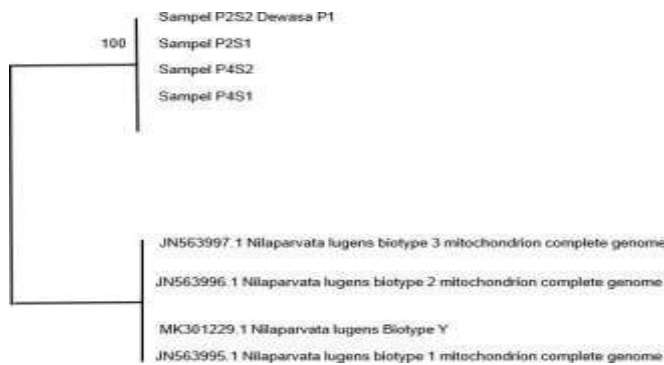 Sampel P2S2 Dewasa P1
100
Sampel P2S1
Sampel P4S2
Sampel P4S1
JN563997.1 Nilaparvata lugens biotype 3 mitochondrion complete genome
JN563996.1 Nilaparvata lugens biotype 2 mitochondrion complete genome
MK301229.1 Nilaparvata lugens Biotype Y
JN563995.1 Nilaparvata lugens biotype 1 mitochondrion complete genome